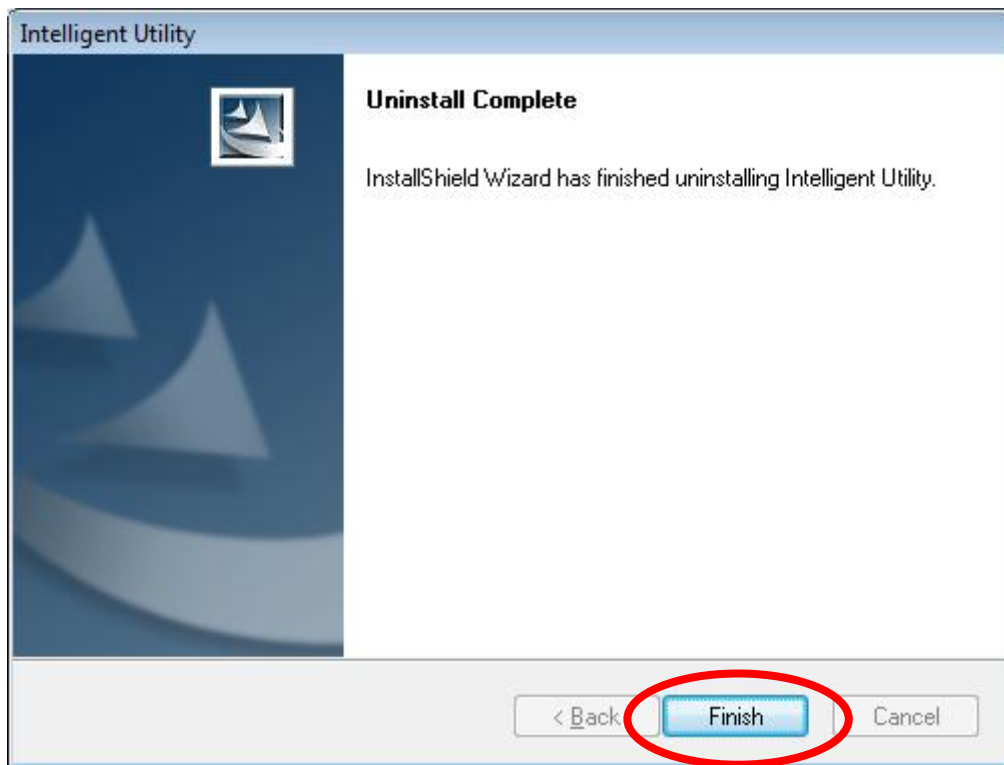 Intelligent Utility
Uninstall Complete
InstallShield Wizard has finished uninstalling Intelligent Utility.
< Back
Finish
Cancel